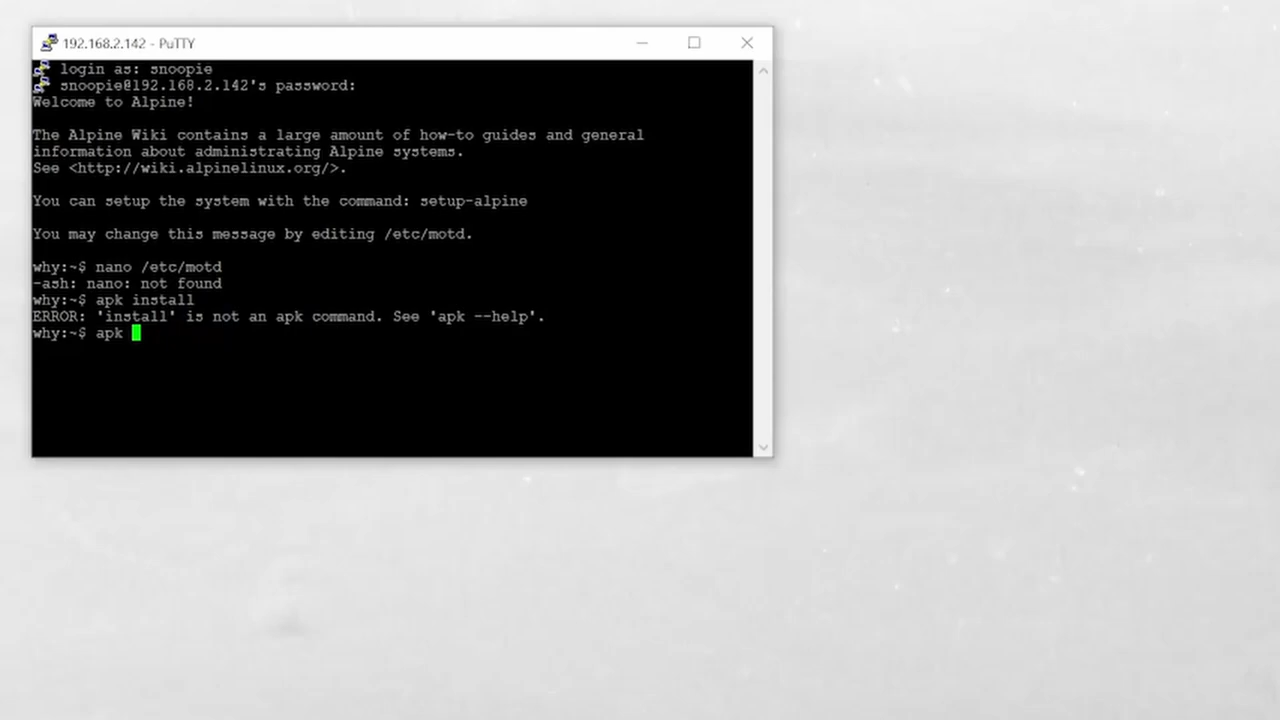 192.168.2.142 - PuTTY
login as: snoopie
snoopie@192.168.2.142's password:
Welcome to Alpine!
The Alpine Wiki contains a large amount of how-to guides and general
information about administrating Alpine systems.
See <http://wiki.alpinelinux.org/>.
You can setup the system with the command: setup-alpine
You may change this message by editing /etc/motd.
why:~$ nano /etc/motd
-ash: nano: not found
why:~$ apk install
ERROR: 'install' is not an apk command. See 'apk --help'.
why:~$ apk